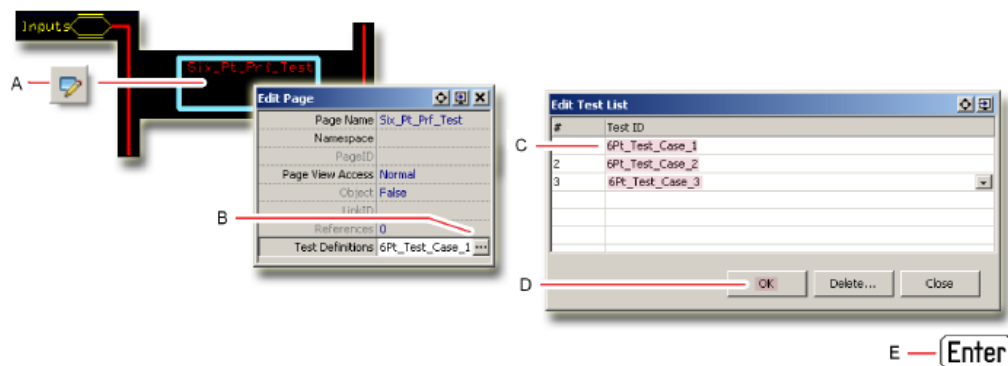 Inputs
A
Six_Pt_Prf_Test
Edit Page
Page Name Six_Pt_Prf_Test
Namespace
PageID
Page View Access Normal
Object False
LinkID
References 0
Test Definitions 6Pt_Test_Case_1 ...
B
Edit Test List
# Test ID
C
6Pt_Test_Case_1
2 6Pt_Test_Case_2
3 6Pt_Test_Case_3
D
OK Delete... Close
E Enter